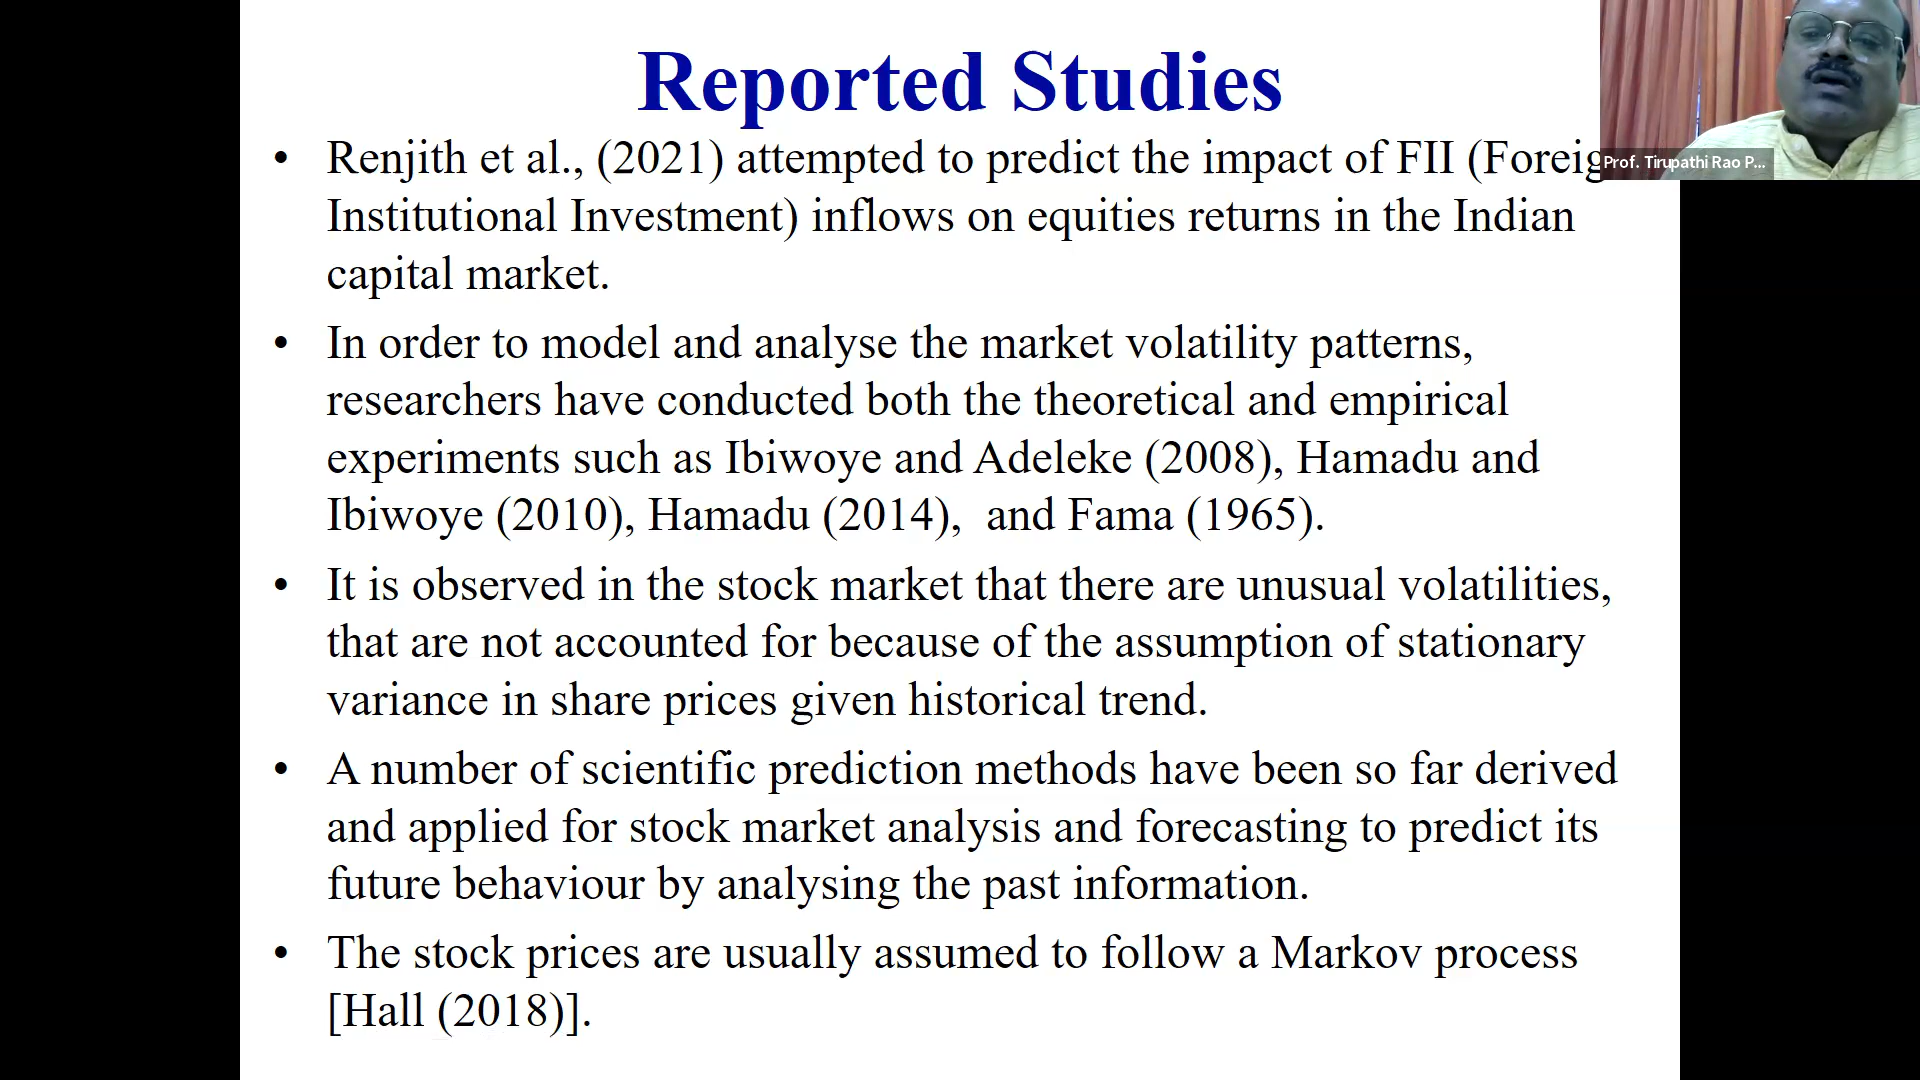 Reported Studies
• Renjith et al., (2021) attempted to predict the impact of FII (Foreig
Institutional Investment) inflows on equities returns in the Indian
capital market.
• In order to model and analyse the market volatility patterns,
researchers have conducted both the theoretical and empirical
experiments such as Ibiwoye and Adeleke (2008), Hamadu and
Ibiwoye (2010), Hamadu (2014), and Fama (1965).
• It is observed in the stock market that there are unusual volatilities,
that are not accounted for because of the assumption of stationary
variance in share prices given historical trend.
• A number of scientific prediction methods have been so far derived
and applied for stock market analysis and forecasting to predict its
future behaviour by analysing the past information.
• The stock prices are usually assumed to follow a Markov process
[Hall (2018)].
Prof. Tirupathi Rao P...